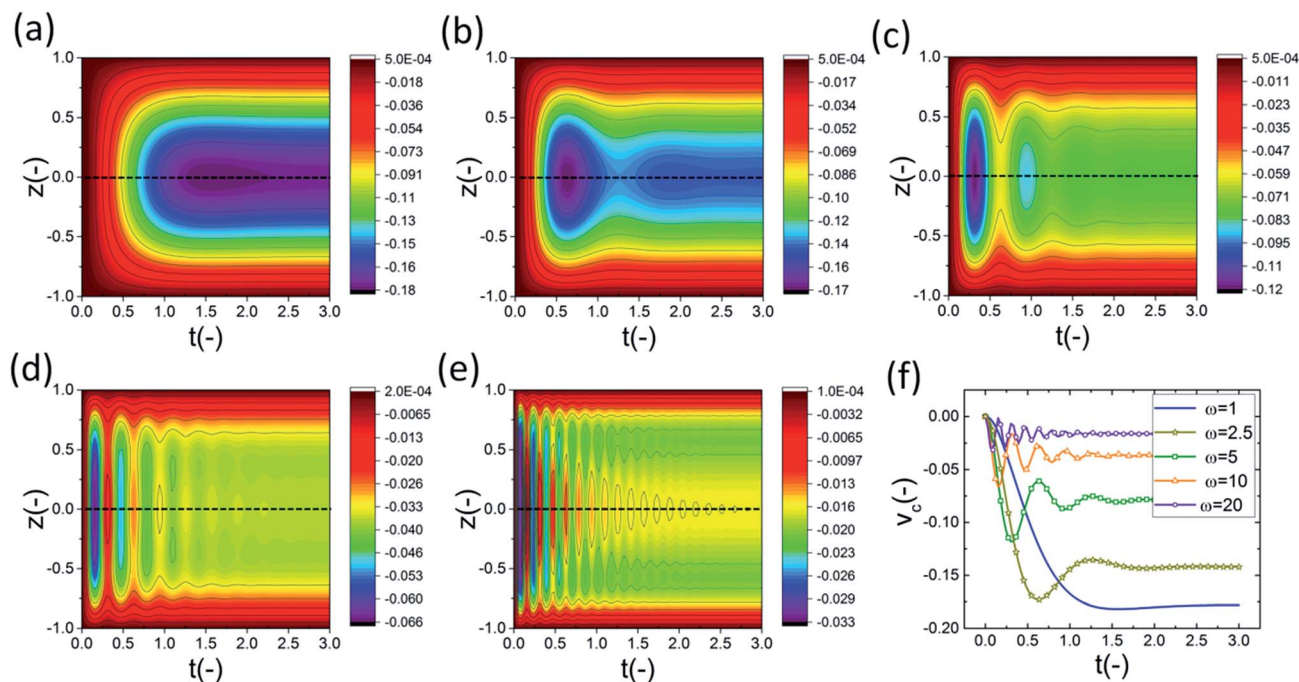 (a)
(b)
(c)
z(-)
1.0
0.5
0.0
-0.5
-1.0
0.0 0.5 1.0 1.5 2.0 2.5 3.0
t(-)
5.0E-04
-0.018
-0.036
-0.054
-0.073
-0.091
-0.11
-0.13
-0.15
-0.16
-0.18
z(-)
1.0
0.5
0.0
-0.5
-1.0
0.0 0.5 1.0 1.5 2.0 2.5 3.0
t(-)
5.0E-04
-0.017
-0.034
-0.052
-0.069
-0.086
-0.10
-0.12
-0.14
-0.15
-0.17
z(-)
1.0
0.5
0.0
-0.5
-1.0
0.0 0.5 1.0 1.5 2.0 2.5 3.0
t(-)
5.0E-04
-0.011
-0.023
-0.035
-0.047
-0.059
-0.071
-0.083
-0.095
-0.11
-0.12
(d)
(e)
(f)
z(-)
1.0
0.5
0.0
-0.5
-1.0
0.0 0.5 1.0 1.5 2.0 2.5 3.0
t(-)
2.0E-04
-0.0065
-0.013
-0.020
-0.026
-0.033
-0.040
-0.046
-0.053
-0.060
-0.066
z(-)
1.0
0.5
0.0
-0.5
-1.0
0.0 0.5 1.0 1.5 2.0 2.5 3.0
t(-)
1.0E-04
-0.0032
-0.0065
-0.0097
-0.013
-0.016
-0.020
-0.023
-0.026
-0.029
-0.033
vc(-)
0.00
-0.05
-0.10
-0.15
-0.20
0.0 0.5 1.0 1.5 2.0 2.5 3.0
t(-)
ω=1
ω=2.5
ω=5
ω=10
ω=20